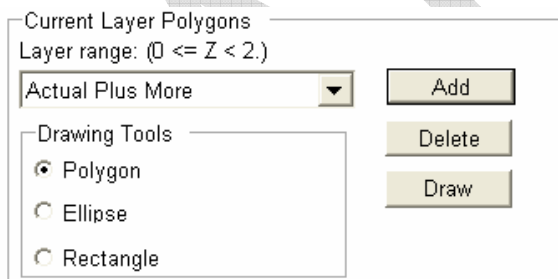 Current Layer Polygons
Layer range: (0 <= Z < 2.)
Actual Plus More
Add
Drawing Tools
Delete
Polygon
Draw
Ellipse
Rectangle